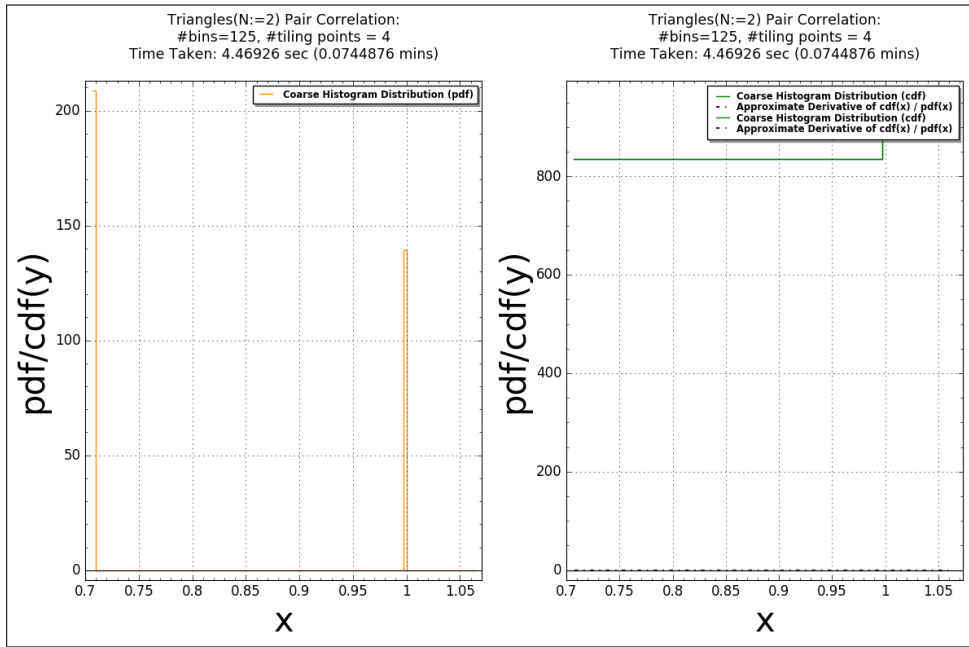 Triangles(N:=2) Pair Correlation:
#bins=125, #tiling points = 4
Time Taken: 4.46926 sec (0.0744876 mins)
Coarse Histogram Distribution (pdf)
200
150
100
50
0
pdf/cdf(y)
0.7 0.75 0.8 0.85 0.9 0.95 1 1.05
x
Triangles(N:=2) Pair Correlation:
#bins=125, #tiling points = 4
Time Taken: 4.46926 sec (0.0744876 mins)
Coarse Histogram Distribution (cdf)
Approximate Derivative of cdf(x) / pdf(x)
Coarse Histogram Distribution (cdf)
Approximate Derivative of cdf(x) / pdf(x)
800
600
400
200
0
pdf/cdf(y)
0.7 0.75 0.8 0.85 0.9 0.95 1 1.05
x